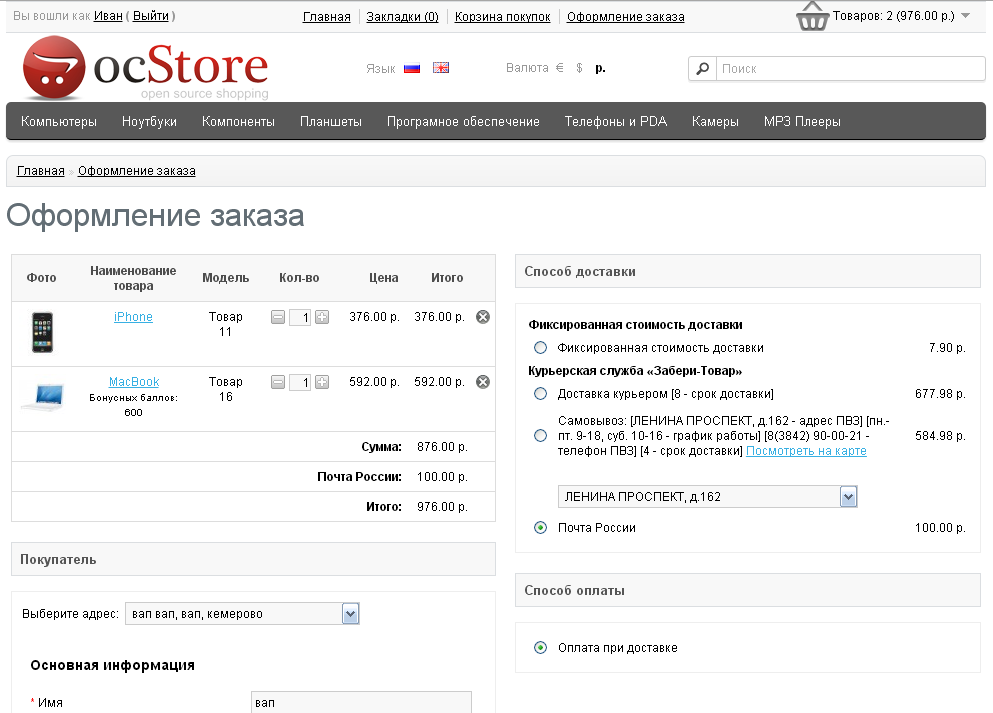 Вы вошли как Иван ( Выйти )
Главная
Закладки (0)
Корзина покупок
Оформление заказа
Товаров: 2 (976.00 р.)
ocStore
open source shopping
Язык
Валюта € $ р.
Поиск
Компьютеры Ноутбуки Компоненты Планшеты Програмное обеспечение Телефоны и PDA Камеры MP3 Плееры
Главная » Оформление заказа
Оформление заказа
Фото Наименование товара Модель Кол-во Цена Итого
iPhone Товар 11 1 376.00 р. 376.00 р.
MacBook Товар 16 1 592.00 р. 592.00 р.
Бонусных баллов: 600
Сумма: 876.00 р.
Почта России: 100.00 р.
Итого: 976.00 р.
Покупатель
Выберите адрес: вап вап, вап, кемерово
Основная информация
* Имя вап
Способ доставки
Фиксированная стоимость доставки
Фиксированная стоимость доставки 7.90 р.
Курьерская служба «Забери-Товар»
Доставка курьером [8 - срок доставки] 677.98 р.
Самовывоз: [ЛЕНИНА ПРОСПЕКТ, д.162 - адрес ПВЗ] [пн.-
пт. 9-18, суб. 10-16 - график работы] [8(3842) 90-00-21 - 584.98 р.
телефон ПВЗ] [4 - срок доставки] Посмотреть на карте
ЛЕНИНА ПРОСПЕКТ, д.162
Почта России 100.00 р.
Способ оплаты
Оплата при доставке